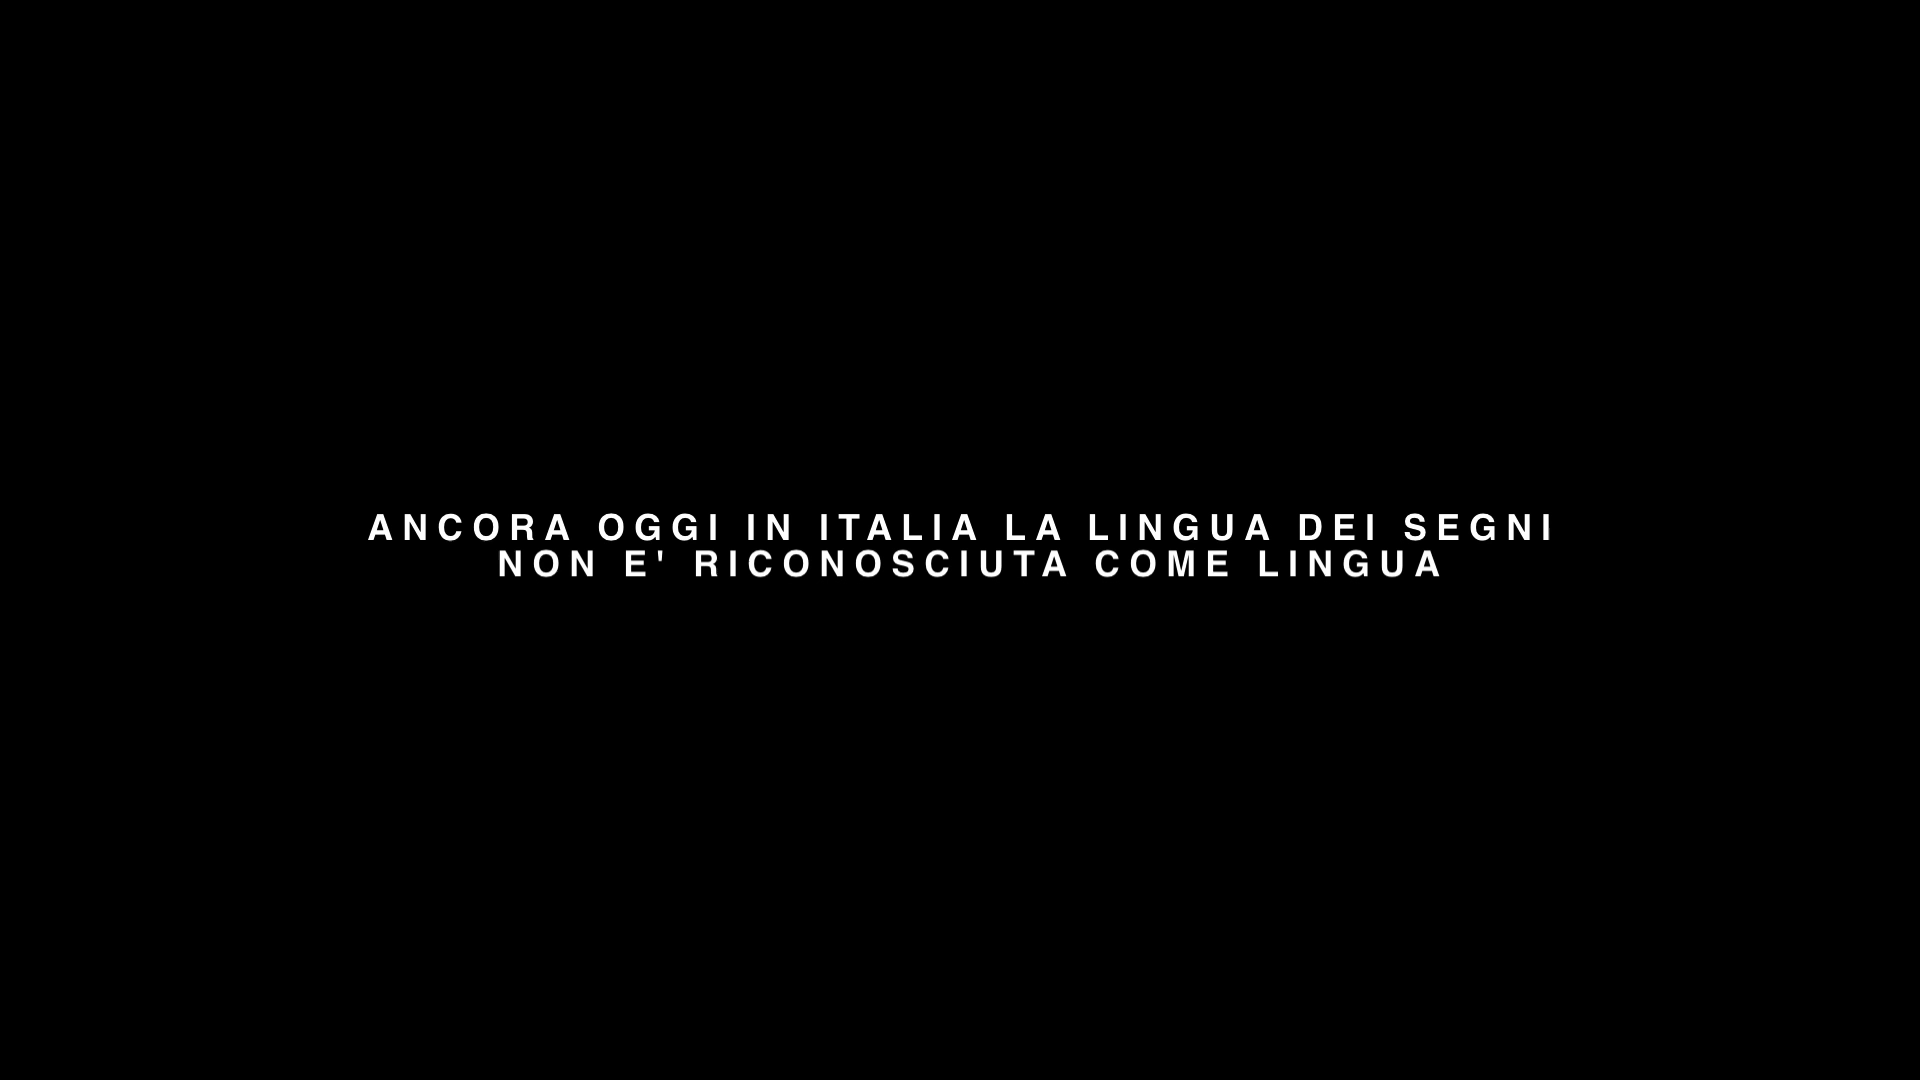 ANCORA OGGI IN ITALIA LA LINGUA DEI SEGNI
NON E' RICONOSCIUTA COME LINGUA